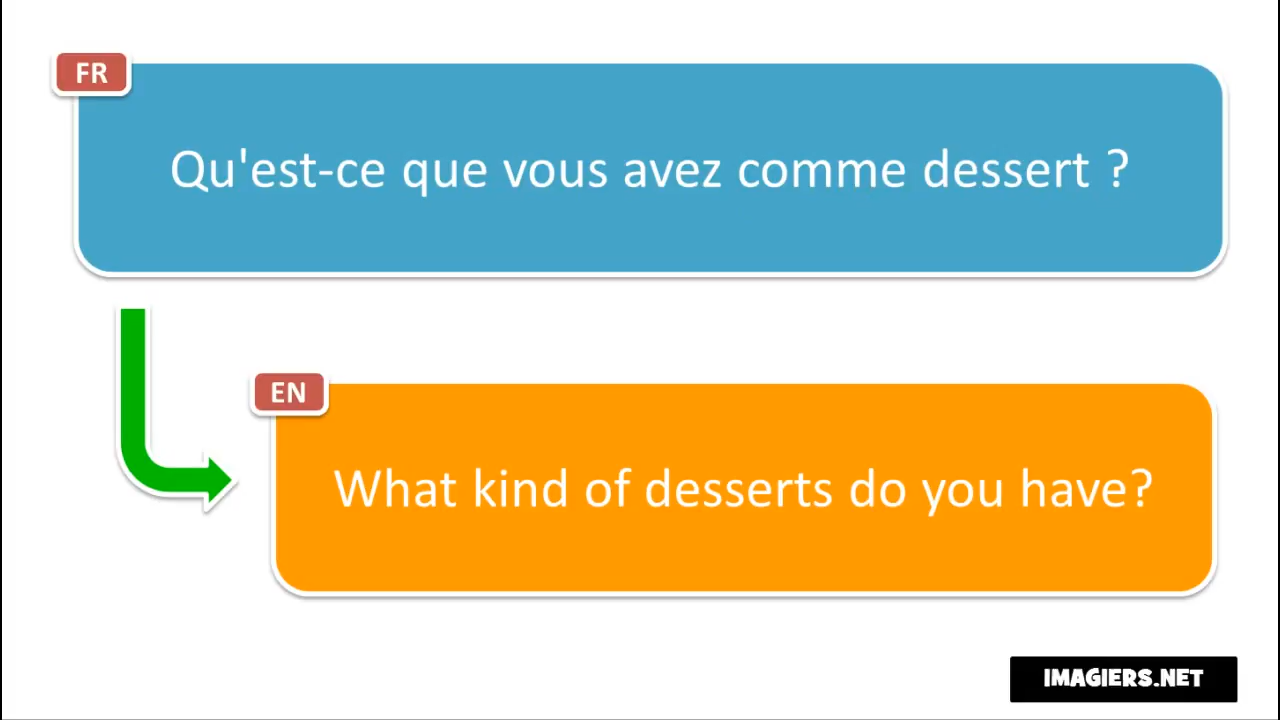 FR
Qu'est-ce que vous avez comme dessert ?
EN
What kind of desserts do you have?
IMAGIERS.NET